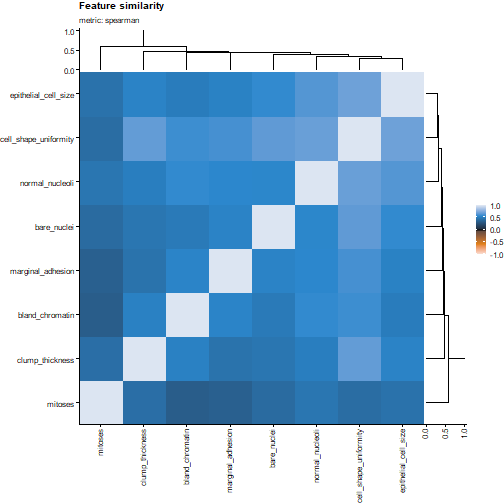 Feature similarity
metric: spearman
1.0
0.5
0.0
epithelial_cell_size
cell_shape_uniformity
normal_nucleoli
bare_nuclei
marginal_adhesion
bland_chromatin
clump_thickness
mitoses
1.0
0.5
0.0
-0.5
-1.0
0.0
0.5
1.0
mitoses
clump_thickness
bland_chromatin
marginal_adhesion
bare_nuclei
normal_nucleoli
cell_shape_uniformity
epithelial_cell_size